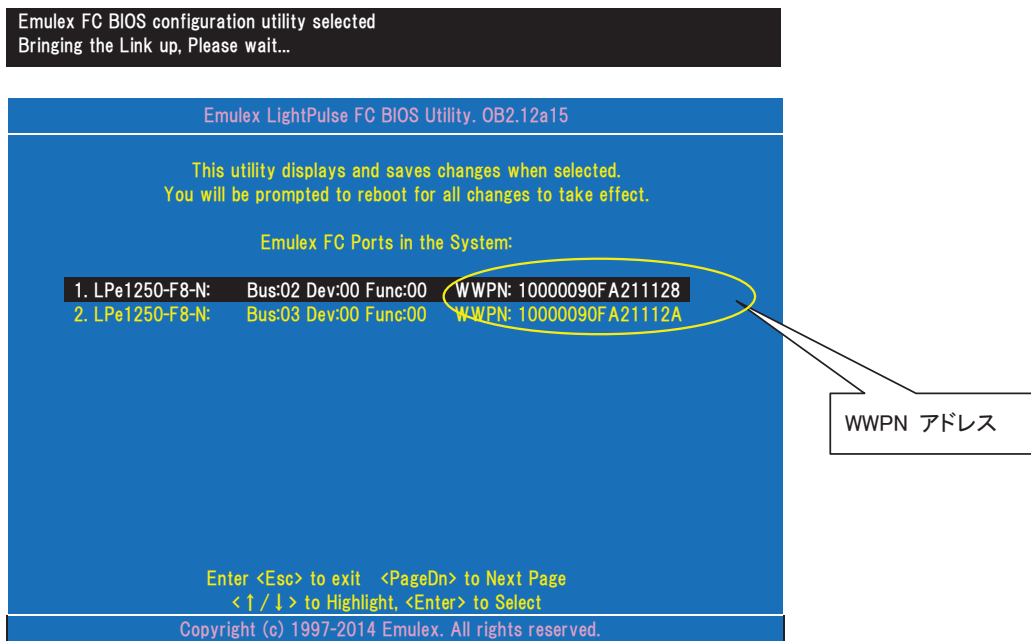 Emulex FC BIOS configuration utility selected
Bringing the Link up, Please wait...
Emulex LightPulse FC BIOS Utility. OB2.12a15
This utility displays and saves changes when selected.
You will be prompted to reboot for all changes to take effect.
Emulex FC Ports in the System:
1. LPe1250-F8-N: Bus:02 Dev:00 Func:00 WWPN: 10000090FA211128
2. LPe1250-F8-N: Bus:03 Dev:00 Func:00 WWPN: 10000090FA21112A
WWPN アドレス
Enter <Esc> to exit <PageDn> to Next Page
<↑/↓> to Highlight, <Enter> to Select
Copyright (c) 1997-2014 Emulex. All rights reserved.